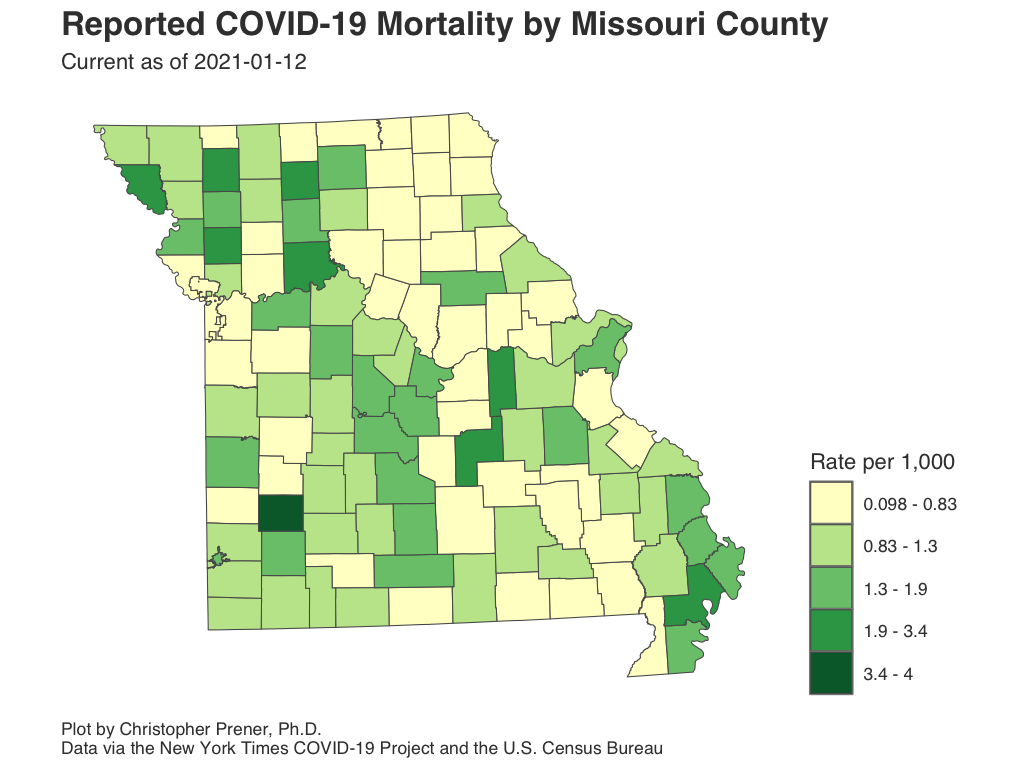 Reported COVID-19 Mortality by Missouri County
Current as of 2021-01-12
Rate per 1,000
0.098 - 0.83
0.83 - 1.3
1.3 - 1.9
1.9 - 3.4
3.4 - 4
Plot by Christopher Prener, Ph.D.
Data via the New York Times COVID-19 Project and the U.S. Census Bureau